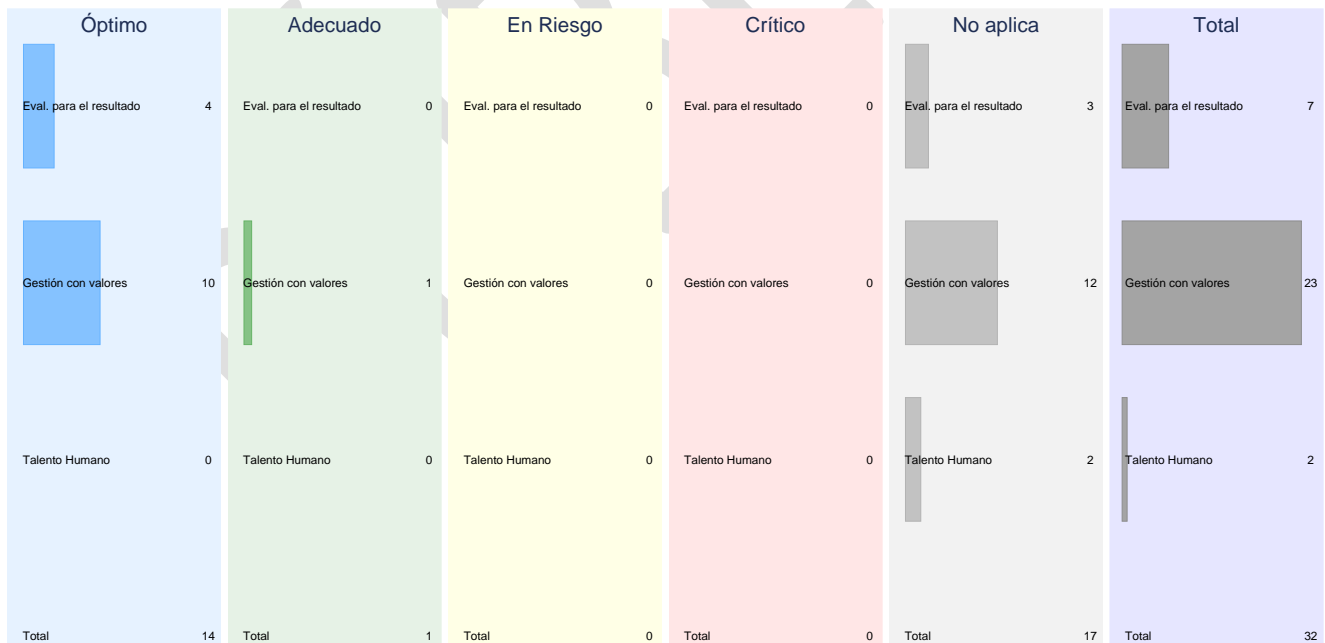 Óptimo Adecuado En Riesgo Crítico No aplica Total
Eval. para el resultado 4 Eval. para el resultado 0 Eval. para el resultado 0 Eval. para el resultado 0 Eval. para el resultado 3 Eval. para el resultado 7
Gestión con valores 10 Gestión con valores 1 Gestión con valores 0 Gestión con valores 0 Gestión con valores 12 Gestión con valores 23
Talento Humano 0 Talento Humano 0 Talento Humano 0 Talento Humano 0 Talento Humano 2 Talento Humano 2
Total 14 Total 1 Total 0 Total 0 Total 17 Total 32